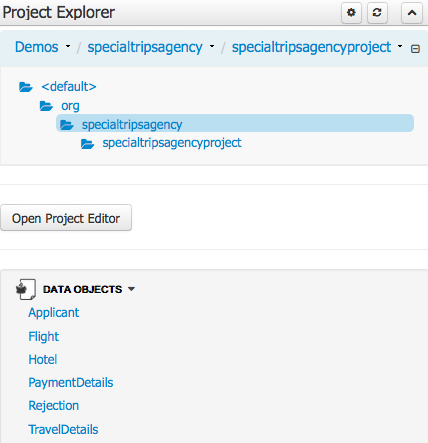 Project Explorer
Demos / specialtripsagency / specialtripsagencyproject
<default>
org
specialtripsagency
specialtripsagencyproject
Open Project Editor
DATA OBJECTS
Applicant
Flight
Hotel
PaymentDetails
Rejection
TravelDetails